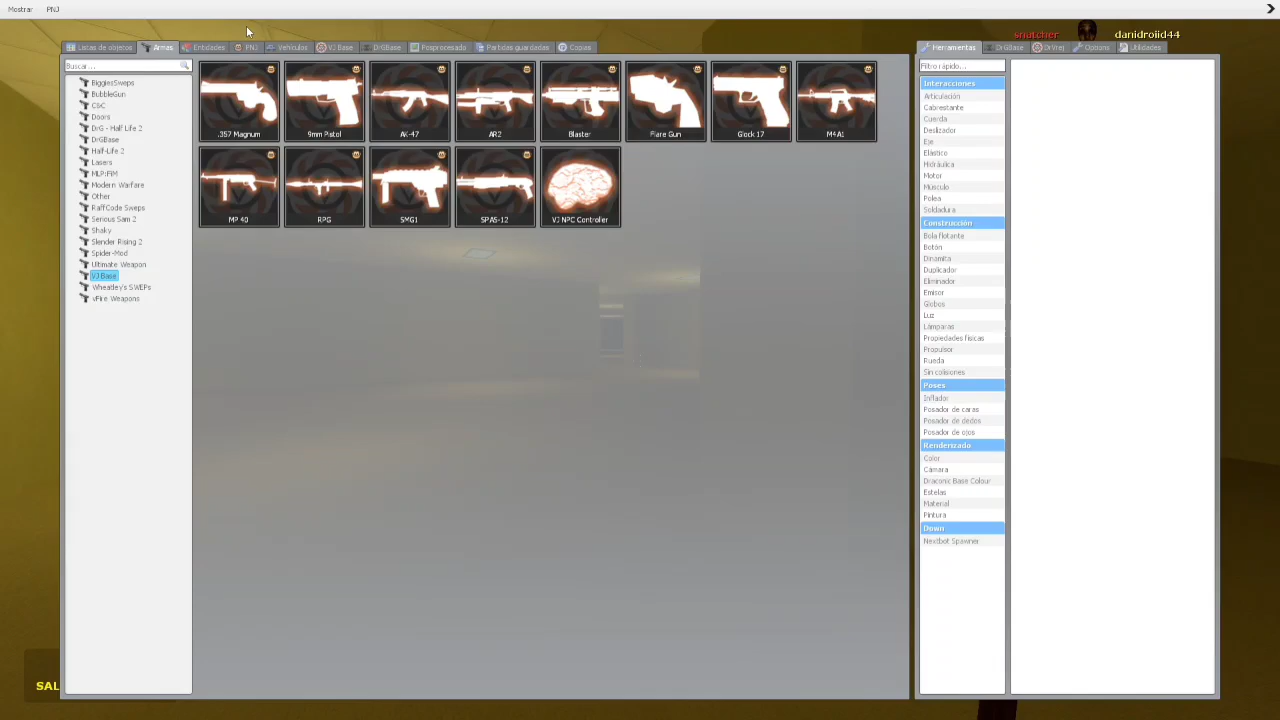 Mostrar PNJ
snatcher danidroiid44
Listas de objetos Armas Entidades PNJ Vehículos VJ Base DrGBase Posprocesado Partidas guardadas Copias
Herramientas DrGBase DrVrej Options Utilidades
Buscar ...
Filtro rápido...
BiggiesSweps
BubbleGun
C&C
Doors
DrG - Half Life 2
DrGBase
Half-Life 2
Lasers
MLP:FiM
Modern Warfare
Other
RaffCode Sweps
Serious Sam 2
Shaky
Slender Rising 2
Spider-Mod
Ultimate Weapon
VJ Base
Wheatley's SWEPs
vFire Weapons
.357 Magnum 9mm Pistol AK-47 AR2 Blaster Flare Gun Glock 17 M4A1
MP 40 RPG SMG1 SPAS-12 VJ NPC Controller
Interacciones
Articulación
Cabrestante
Cuerda
Deslizador
Eje
Elástico
Hidráulica
Motor
Músculo
Polea
Soldadura
Construcción
Bola flotante
Botón
Dinamita
Duplicador
Eliminador
Emisor
Globos
Luz
Lámparas
Propiedades físicas
Propulsor
Rueda
Sin colisiones
Poses
Inflador
Posador de caras
Posador de dedos
Posador de ojos
Renderizado
Color
Cámara
Draconic Base Colour
Estelas
Material
Pintura
Down
Nextbot Spawner
SAL